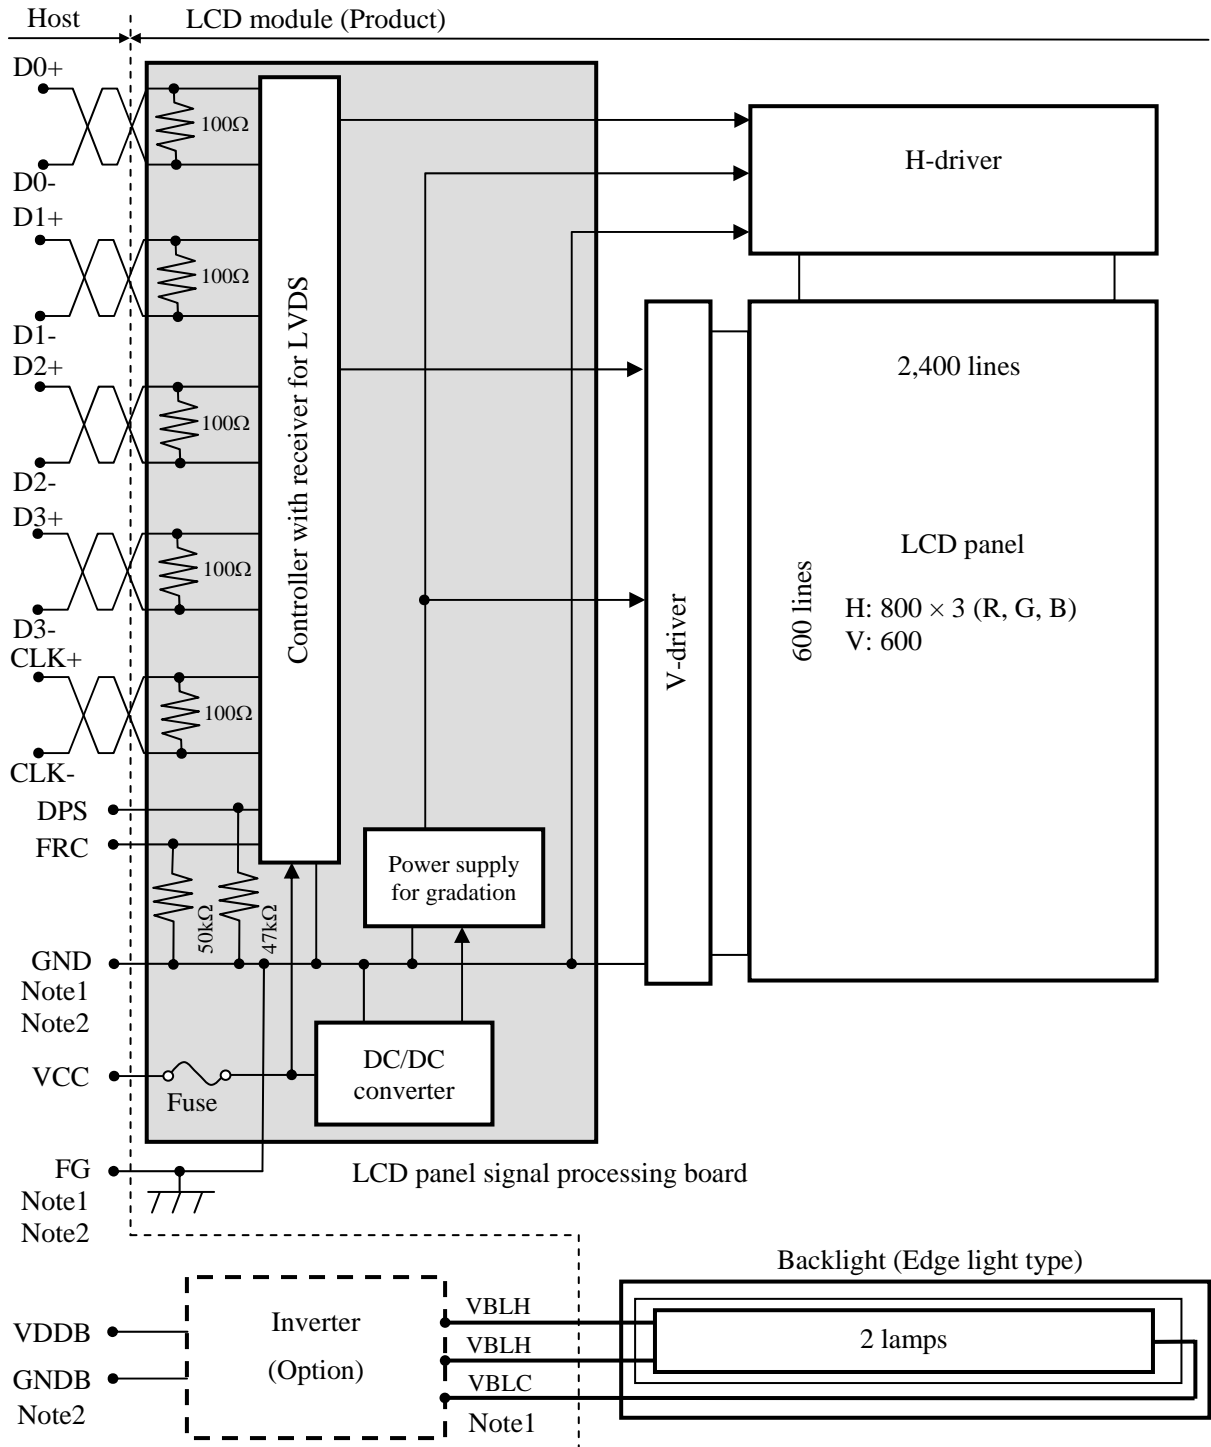 Host
LCD module (Product)
D0+
100Ω
D0-
D1+
100Ω
D1-
D2+
100Ω
D2-
D3+
100Ω
D3-
CLK+
100Ω
CLK-
DPS
FRC
50kΩ
47kΩ
GND
Note1
Note2
VCC
Fuse
FG
Note1
Note2
Controller with receiver for LVDS
Power supply
for gradation
DC/DC
converter
LCD panel signal processing board
H-driver
V-driver
2,400 lines
600 lines
LCD panel
H: 800 × 3 (R, G, B)
V: 600
Backlight (Edge light type)
VDDB
GNDB
Note2
Inverter
(Option)
VBLH
VBLH
VBLC
Note1
2 lamps